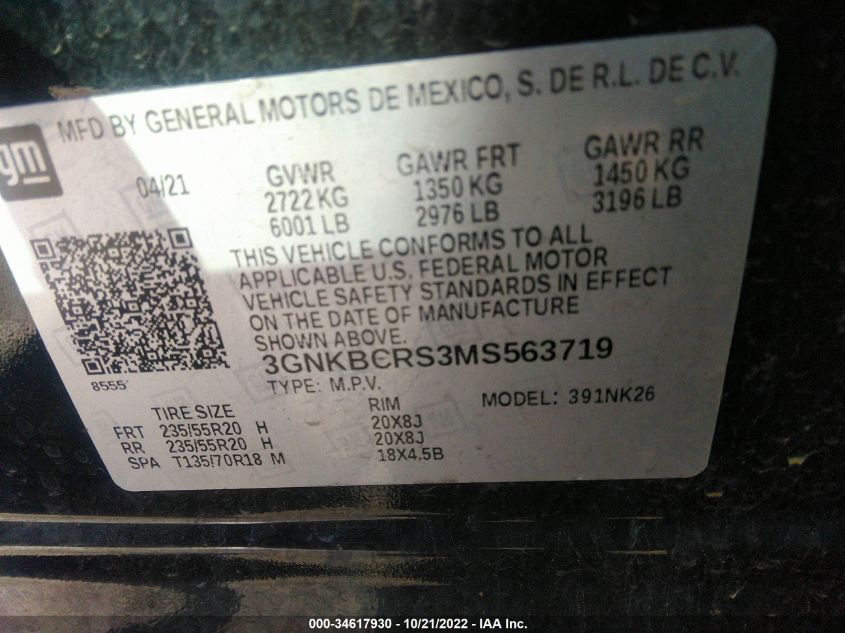 MFD BY GENERAL MOTORS DE MEXICO, S. DE R.L. DE C.V.
gm
04/21
GVWR
2722 KG
6001 LB
GAWR FRT
1350 KG
2976 LB
GAWR RR
1450 KG
3196 LB
THIS VEHICLE CONFORMS TO ALL
APPLICABLE U.S. FEDERAL MOTOR
VEHICLE SAFETY STANDARDS IN EFFECT
ON THE DATE OF MANUFACTURE
SHOWN ABOVE.
3GNKBCRS3MS563719
8555
TYPE: M.P.V.
MODEL: 391NK26
TIRE SIZE RIM
FRT 235/55R20 H 20X8J
RR 235/55R20 H 20X8J
SPA T135/70R18 M 18X4.5B
000-34617930 - 10/21/2022 - IAA Inc.